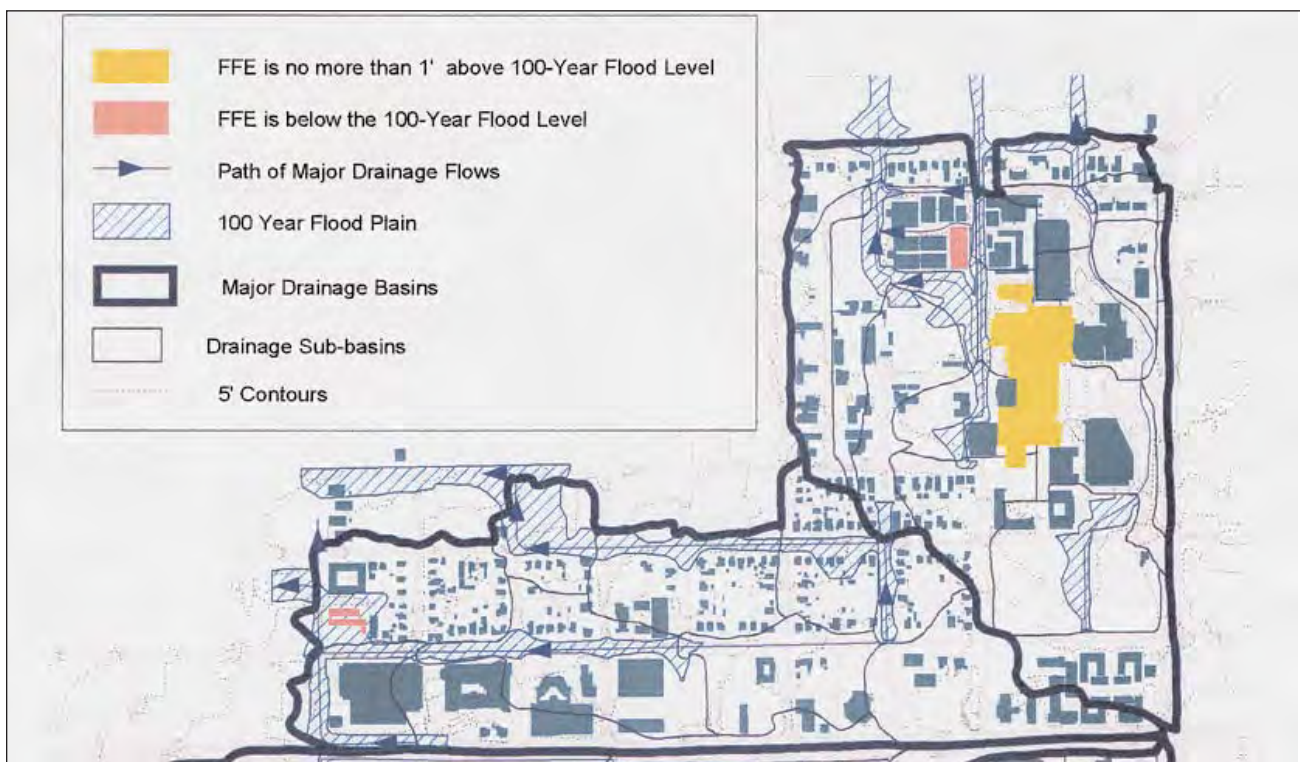 FFE is no more than 1' above 100-Year Flood Level
FFE is below the 100-Year Flood Level
Path of Major Drainage Flows
100 Year Flood Plain
Major Drainage Basins
Drainage Sub-basins
5' Contours